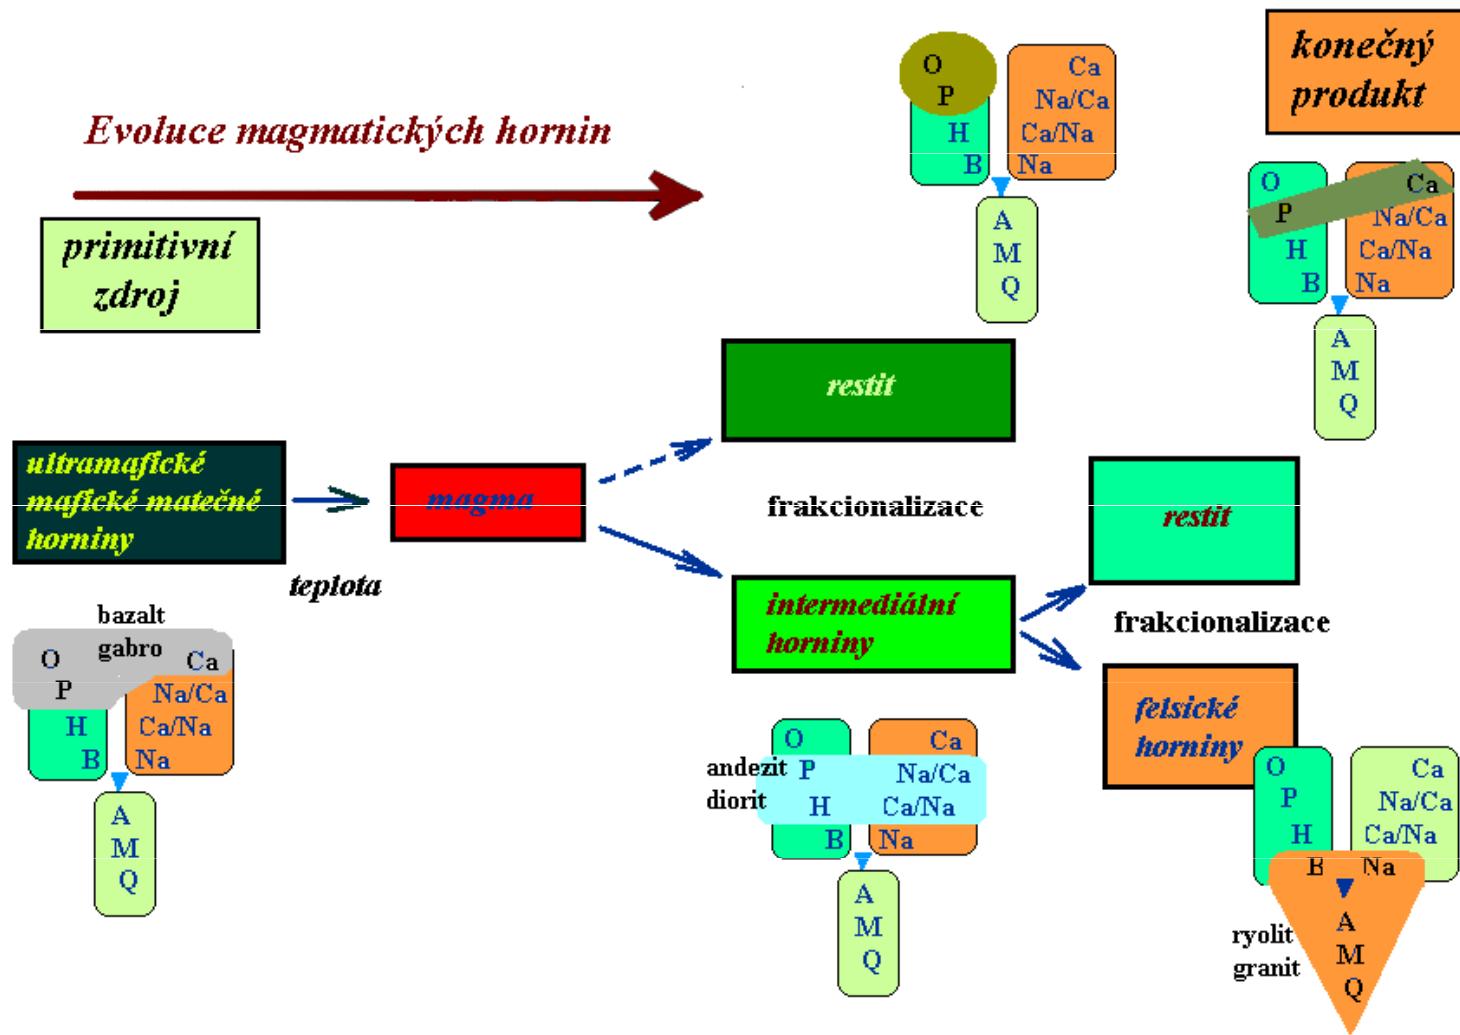 Evoluce magmatických hornin
primitivní
zdroj
O
P
H
B
Ca
Na/Ca
Ca/Na
Na
A
M
Q
konečný
produkt
O
P
H
B
Ca
Na/Ca
Ca/Na
Na
A
M
Q
ultramafické
mafické matečné
horniny
teplota
magma
restit
frakcionalizace
intermediální
horniny
restit
frakcionalizace
felsické
horniny
bazalt
gabro
O
P
H
B
Ca
Na/Ca
Ca/Na
Na
A
M
Q
andezit
diorit
O
P
H
B
Ca
Na/Ca
Ca/Na
Na
A
M
Q
O
P
H
B
Ca
Na/Ca
Ca/Na
Na
A
M
Q
ryolit
granit